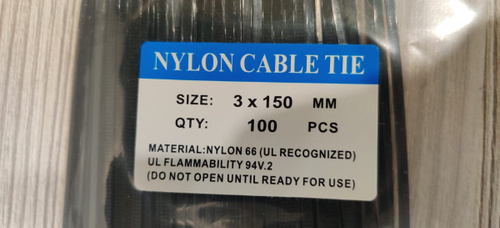 NYLON CABLE TIE
SIZE: 3 x 150 MM
QTY: 100 PCS
MATERIAL:NYLON 66 (UL RECOGNIZED)
UL FLAMMABILITY 94V.2
(DO NOT OPEN UNTIL READY FOR USE)